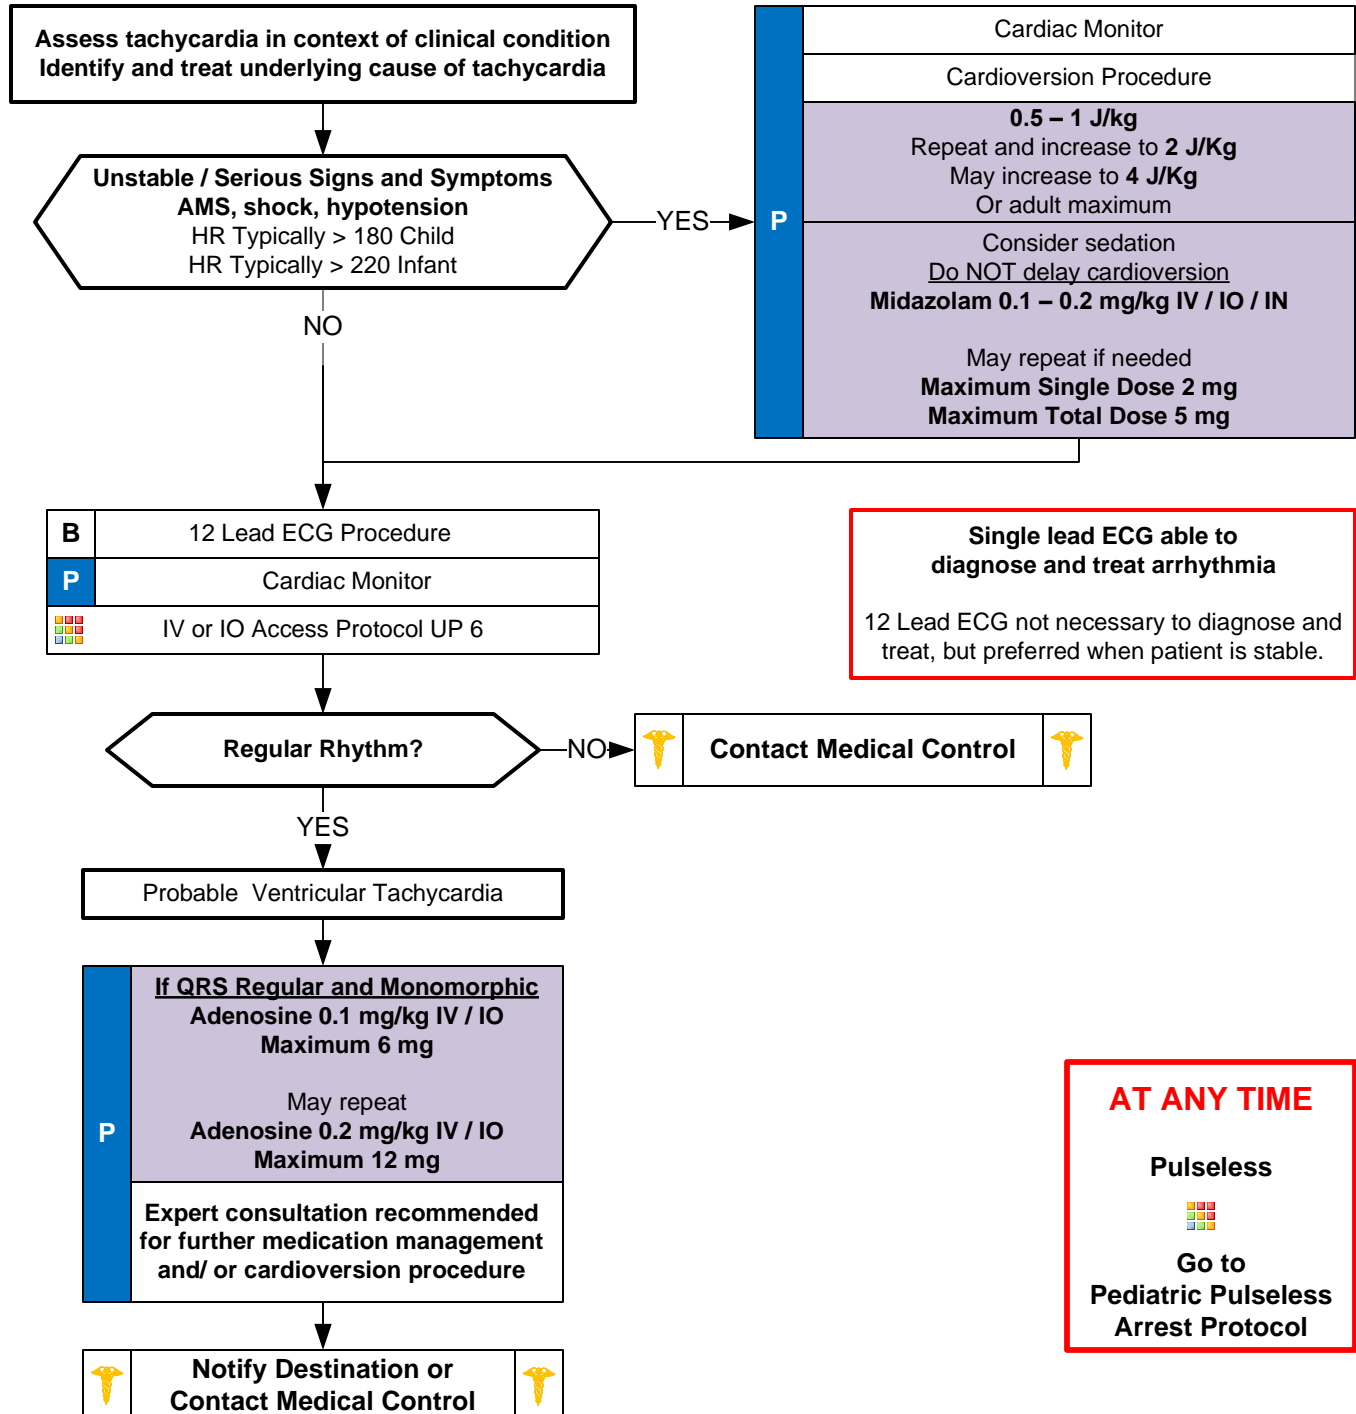 Assess tachycardia in context of clinical condition
Identify and treat underlying cause of tachycardia
Unstable / Serious Signs and Symptoms
AMS, shock, hypotension
HR Typically > 180 Child
HR Typically > 220 Infant
YES
NO
P
Cardiac Monitor
Cardioversion Procedure
0.5 – 1 J/kg
Repeat and increase to 2 J/Kg
May increase to 4 J/Kg
Or adult maximum
Consider sedation
Do NOT delay cardioversion
Midazolam 0.1 – 0.2 mg/kg IV / IO / IN
May repeat if needed
Maximum Single Dose 2 mg
Maximum Total Dose 5 mg
B
12 Lead ECG Procedure
P
Cardiac Monitor
IV or IO Access Protocol UP 6
Single lead ECG able to
diagnose and treat arrhythmia
12 Lead ECG not necessary to diagnose and
treat, but preferred when patient is stable.
Regular Rhythm?
NO
Contact Medical Control
YES
Probable Ventricular Tachycardia
P
If QRS Regular and Monomorphic
Adenosine 0.1 mg/kg IV / IO
Maximum 6 mg
May repeat
Adenosine 0.2 mg/kg IV / IO
Maximum 12 mg
Expert consultation recommended
for further medication management
and/ or cardioversion procedure
Notify Destination or
Contact Medical Control
AT ANY TIME
Pulseless
Go to
Pediatric Pulseless
Arrest Protocol